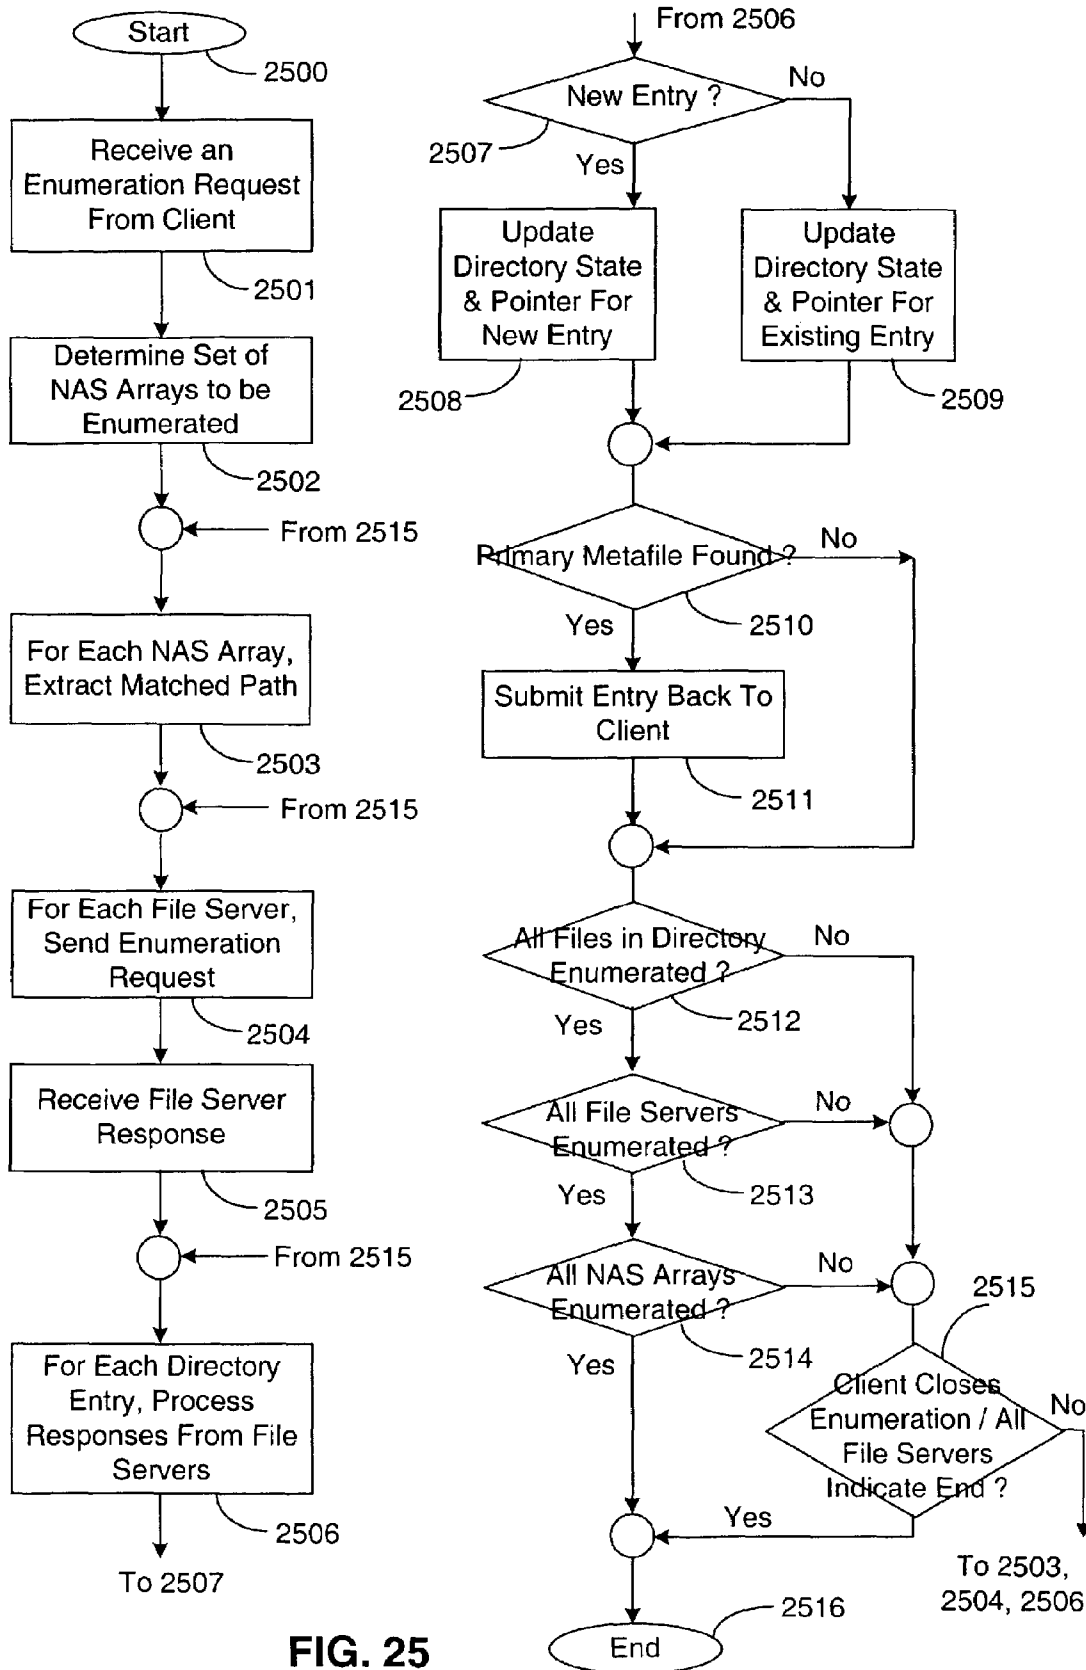 Start
2500
Receive an
Enumeration Request
From Client
2501
Determine Set of
NAS Arrays to be
Enumerated
2502
From 2515
For Each NAS Array,
Extract Matched Path
2503
From 2515
For Each File Server,
Send Enumeration
Request
2504
Receive File Server
Response
2505
From 2515
For Each Directory
Entry, Process
Responses From File
Servers
2506
To 2507
From 2506
New Entry ?
No
2507
Yes
Update
Directory State
& Pointer For
New Entry
2508
Update
Directory State
& Pointer For
Existing Entry
2509
Primary Metafile Found ?
No
2510
Yes
Submit Entry Back To
Client
2511
All Files in Directory
Enumerated ?
No
2512
Yes
All File Servers
Enumerated ?
No
2513
Yes
All NAS Arrays
Enumerated ?
No
2514
Yes
2515
Client Closes
Enumeration / All
File Servers
Indicate End ?
No
Yes
To 2503,
2504, 2506
2516
End
FIG. 25